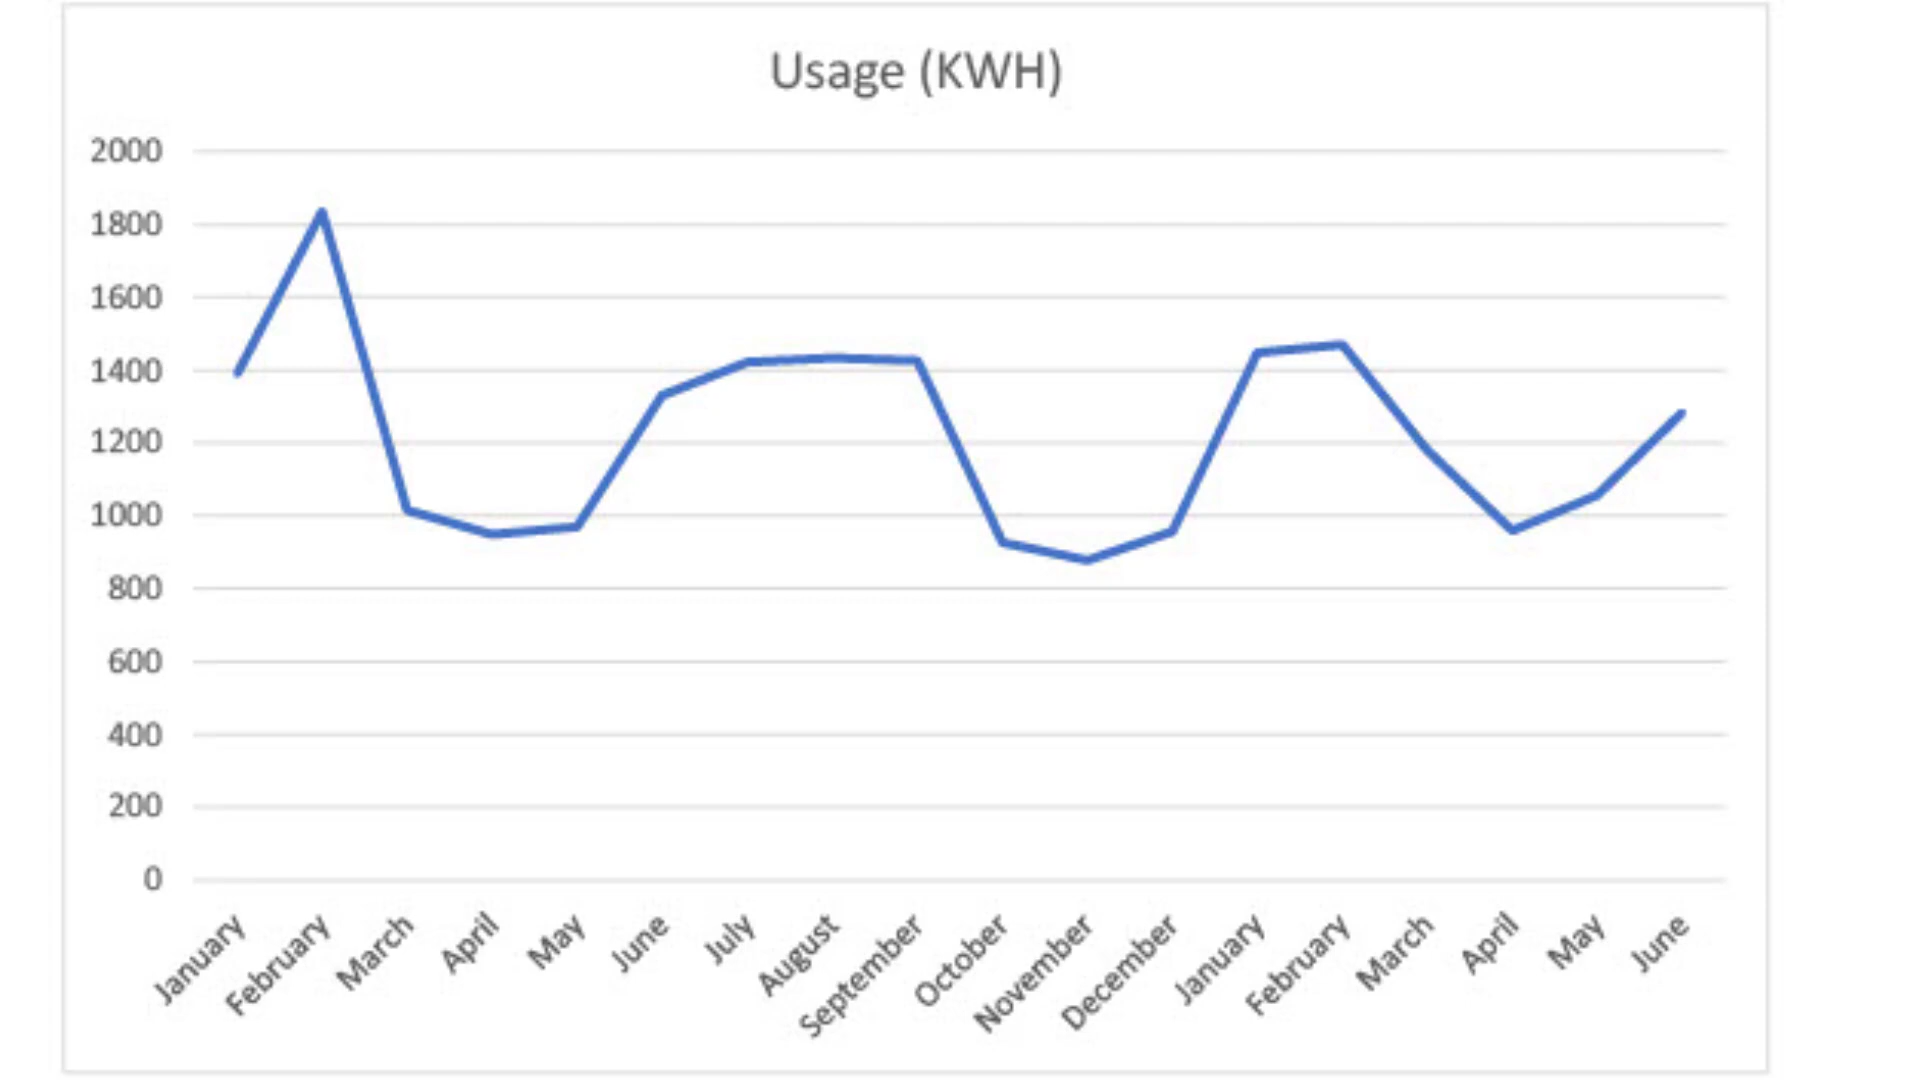 Usage (KWH)
2000
1800
1600
1400
1200
1000
800
600
400
200
0
January
February
March
April
May
June
July
August
September
October
November
December
January
February
March
April
May
June